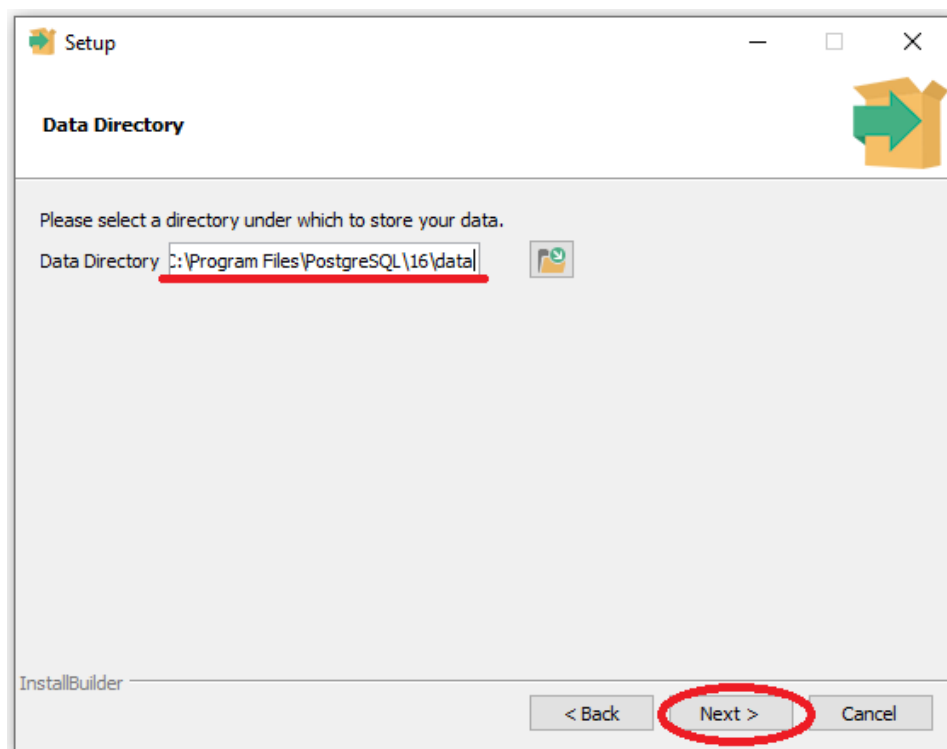 Setup
Data Directory
Please select a directory under which to store your data.
Data Directory C:\Program Files\PostgreSQL\16\data
InstallBuilder
< Back Next > Cancel